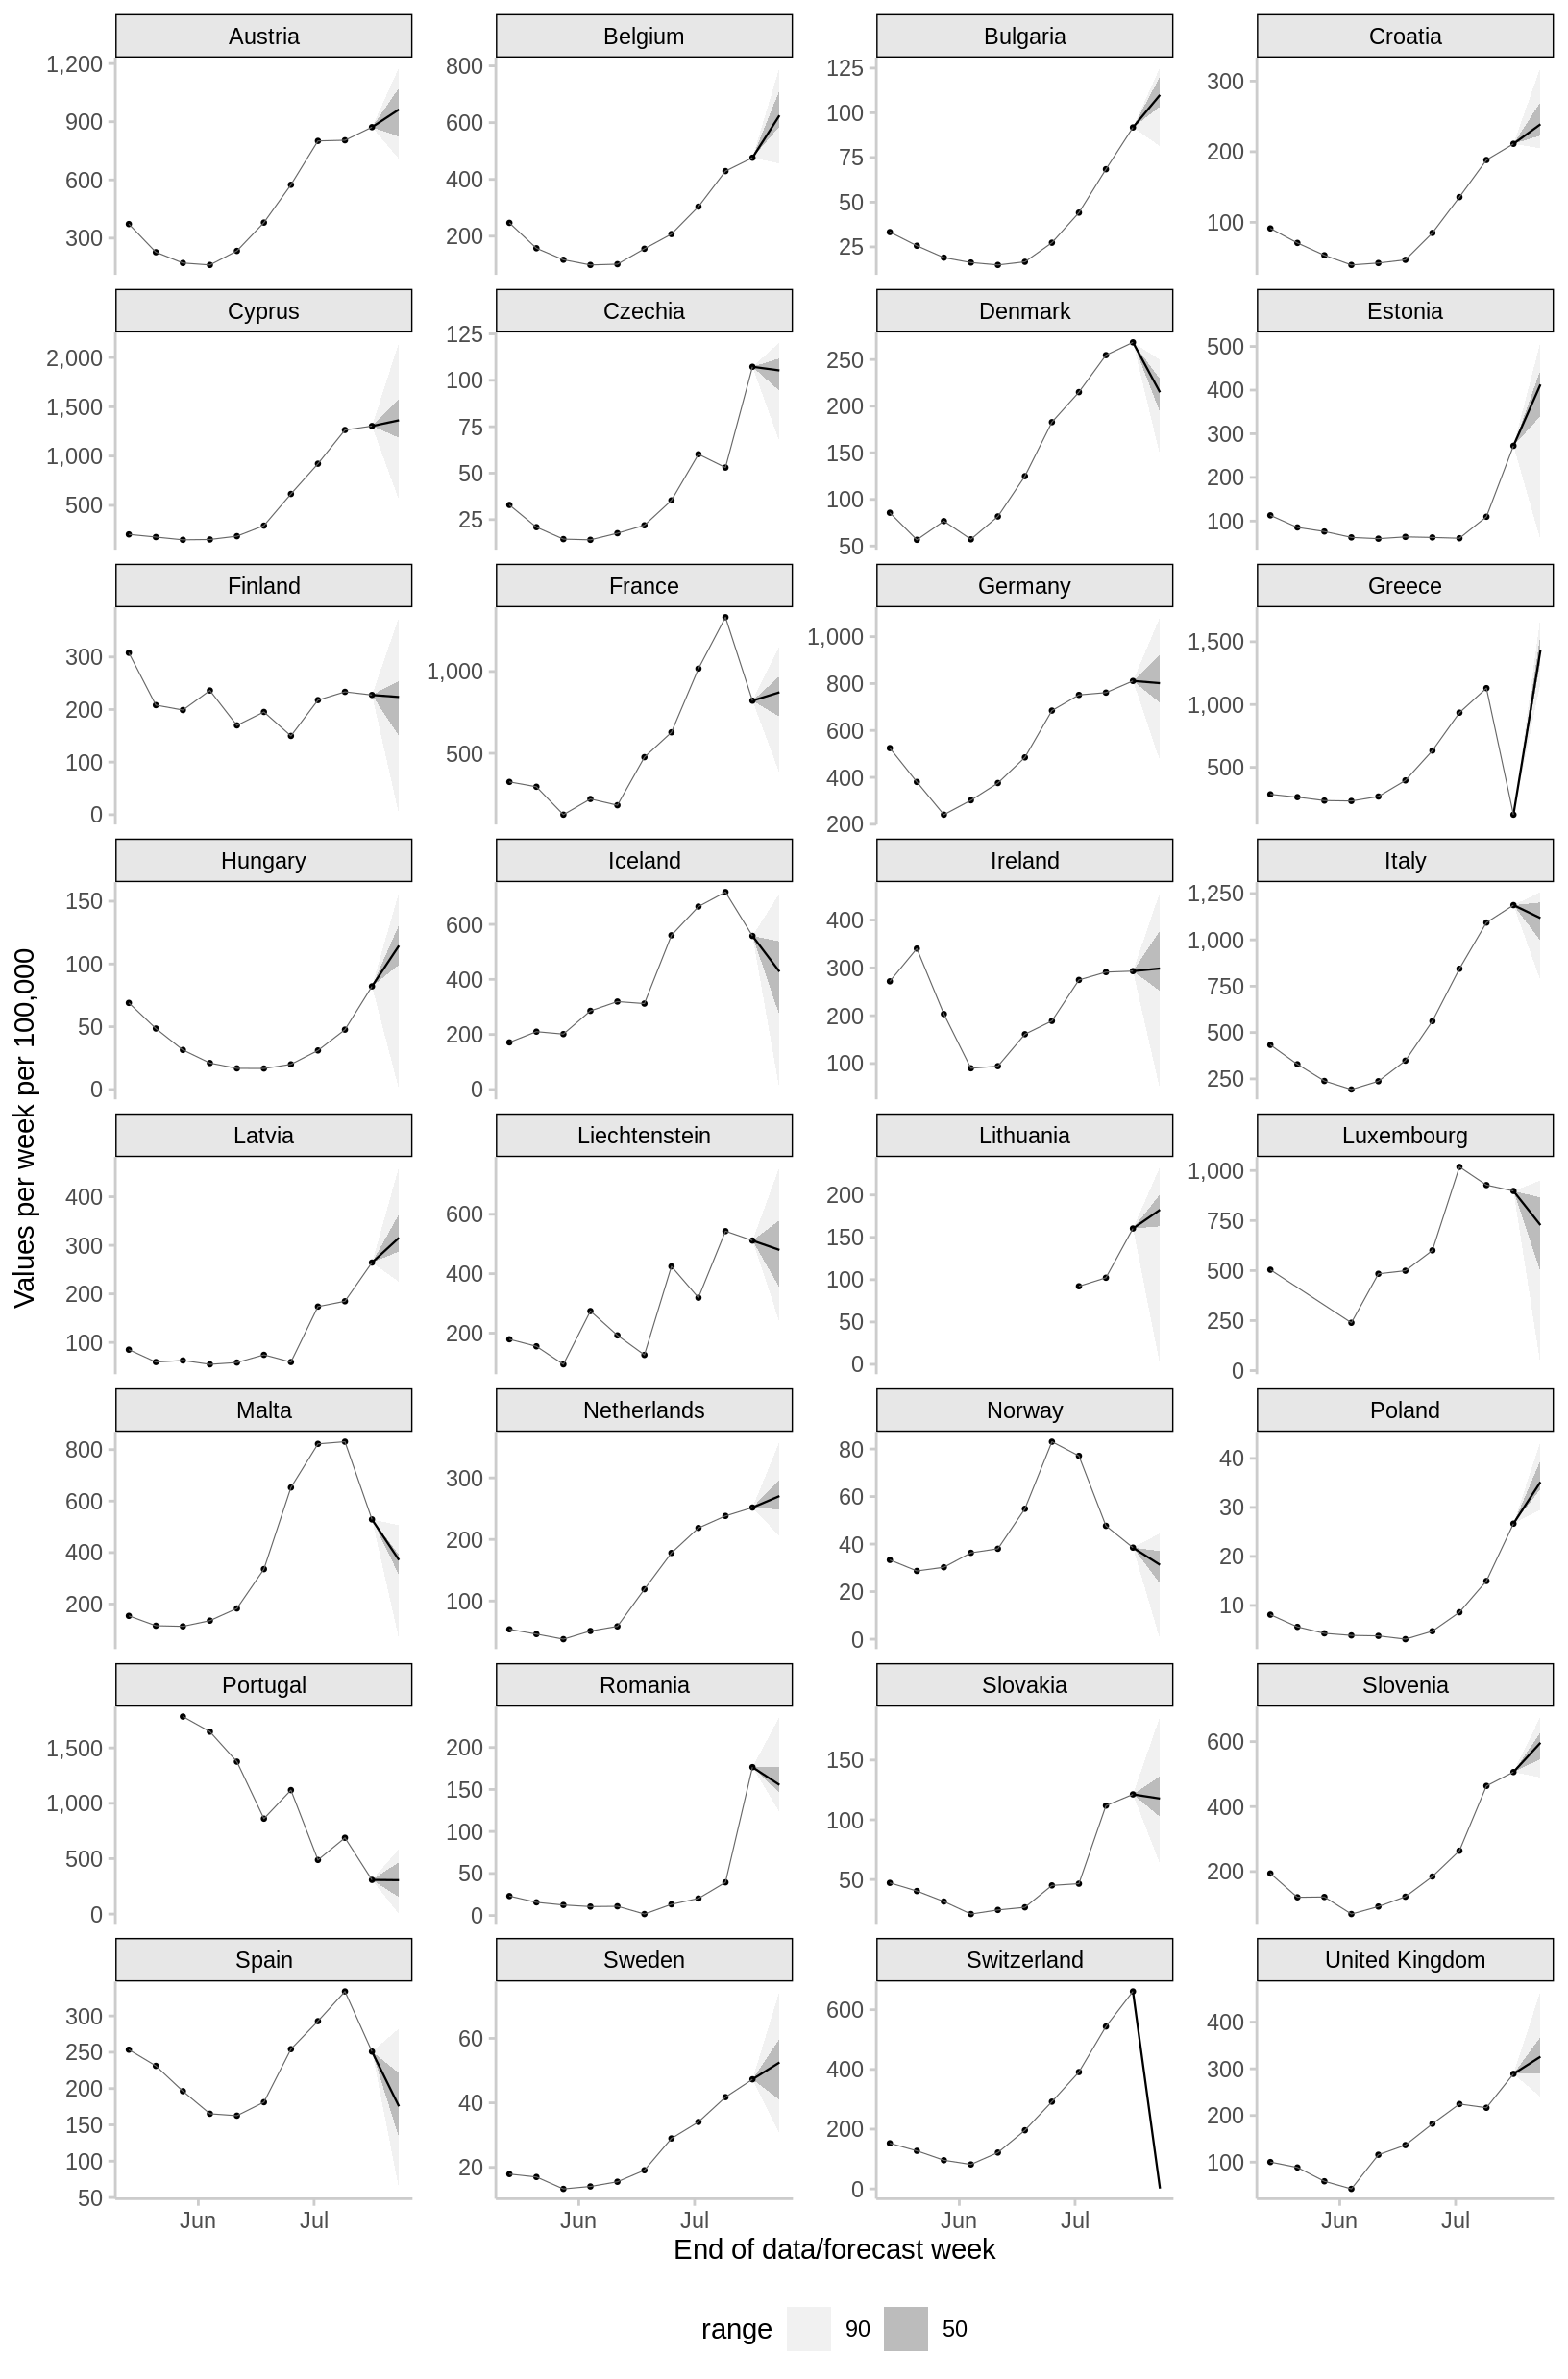 Austria Belgium Bulgaria Croatia
1,200 900 600 300
800 600 400 200
125 100 75 50 25
300 200 100
Cyprus Czechia Denmark Estonia
2,000 1,500 1,000 500
125 100 75 50 25
250 200 150 100 50
500 400 300 200 100
Finland France Germany Greece
300 200 100 0
1,000 500
1,000 800 600 400 200
1,500 1,000 500
Hungary Iceland Ireland Italy
150 100 50 0
600 400 200 0
400 300 200 100
1,250 1,000 750 500 250
Values per week per 100,000
Latvia Liechtenstein Lithuania Luxembourg
400 300 200 100
600 400 200
200 150 100 50 0
1,000 750 500 250 0
Malta Netherlands Norway Poland
800 600 400 200
300 200 100
80 60 40 20 0
40 30 20 10
Portugal Romania Slovakia Slovenia
1,500 1,000 500 0
200 150 100 50 0
150 100 50
600 400 200
Spain Sweden Switzerland United Kingdom
300 250 200 150 100 50
60 40 20
600 400 200 0
400 300 200 100
Jun Jul Jun Jul Jun Jul Jun Jul
End of data/forecast week
range 90 50